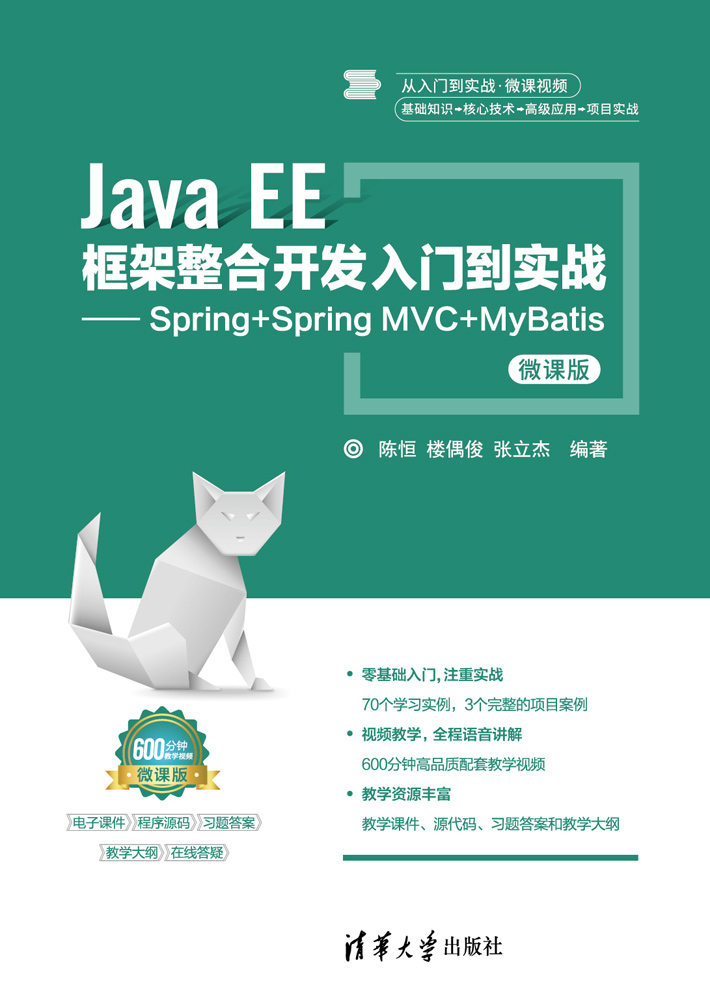 从入门到实战·微课视频
基础知识→核心技术→高级应用→项目实战
Java EE
框架整合开发入门到实战
——Spring+Spring MVC+MyBatis
微课版
陈恒 楼偶俊 张立杰 编著
零基础入门，注重实战
70个学习实例，3个完整的项目案例
视频教学，全程语音讲解
600分钟高品质配套教学视频
教学资源丰富
教学课件、源代码、习题答案和教学大纲
600分钟
教学视频
微课版
电子课件 程序源码 习题答案
教学大纲 在线答疑
清华大学出版社